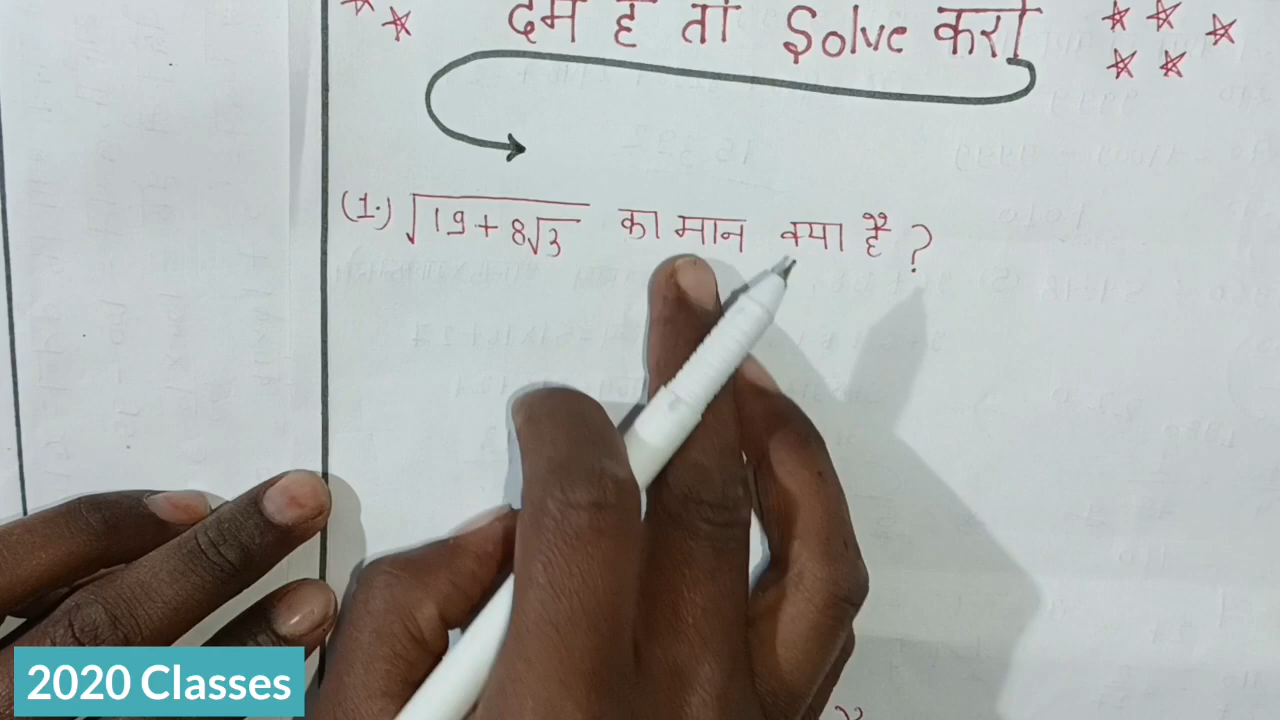 दम है तो Solve करो
(1.) √19+8√3 का मान क्या है ?
2020 Classes